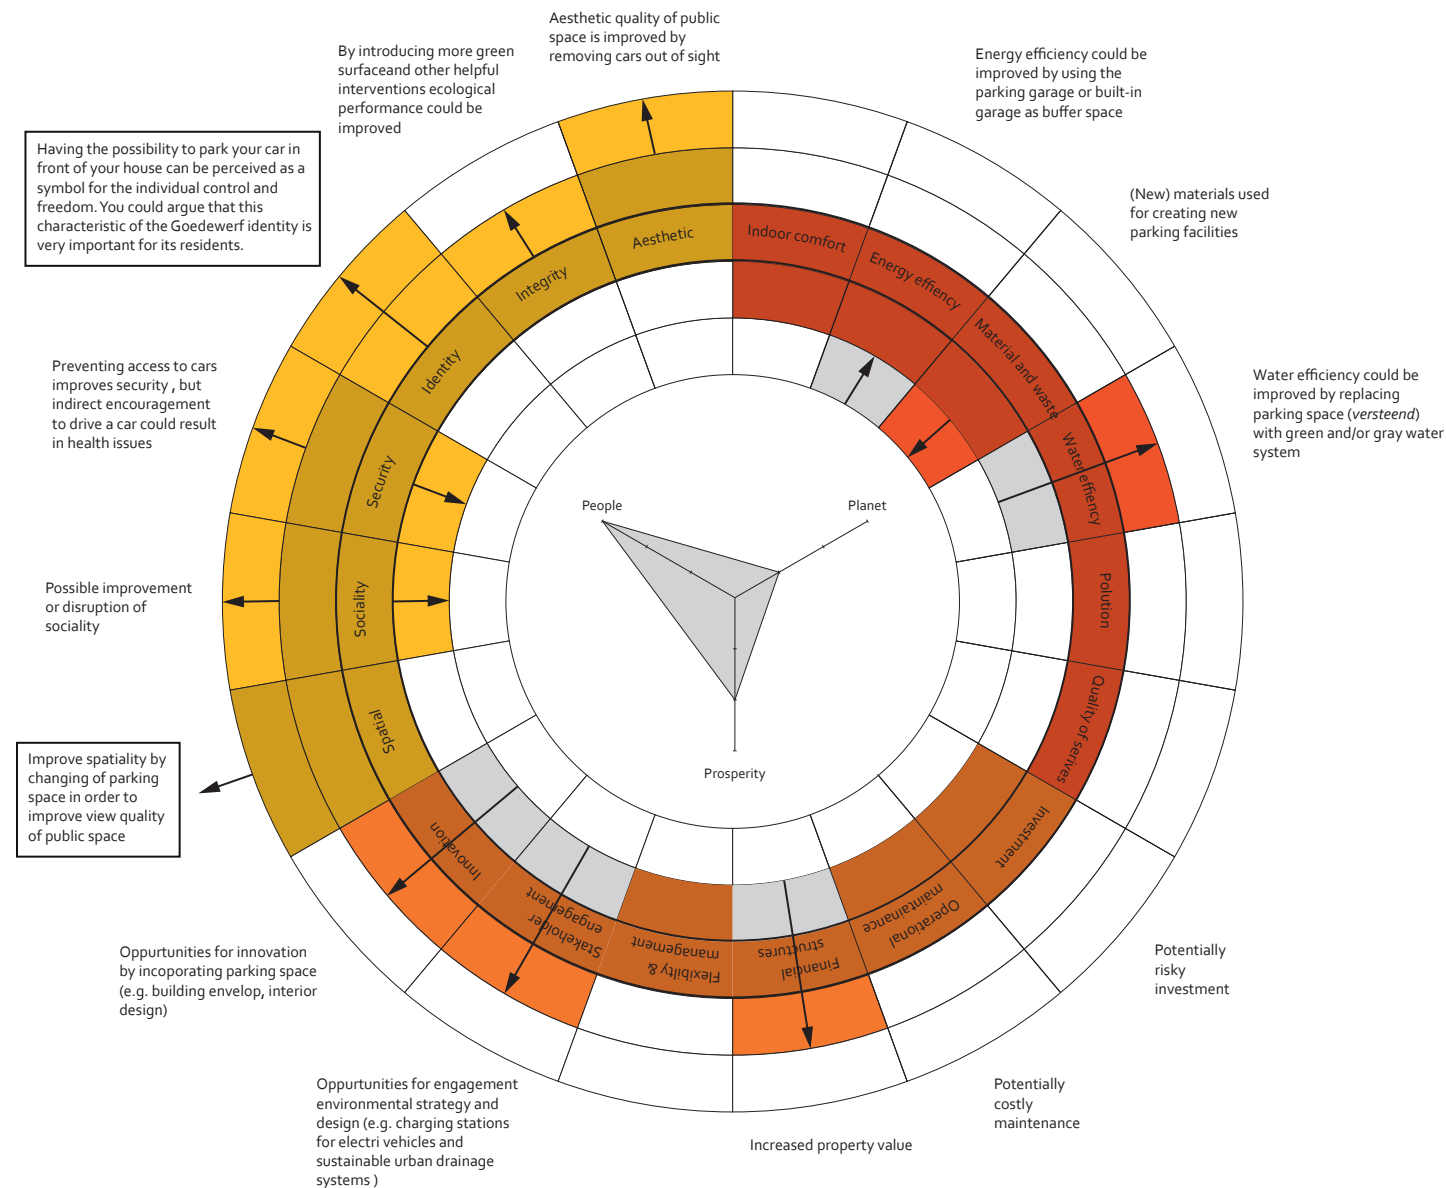 Aesthetic quality of public
space is improved by
removing cars out of sight
By introducing more green
surfaceand other helpful
interventions ecological
performance could be
improved
Energy efficiency could be
improved by using the
parking garage or built-in
garage as buffer space
Having the possibility to park your car in
front of your house can be perceived as a
symbol for the individual control and
freedom. You could argue that this
characteristic of the Goedewerf identity is
very important for its residents.
(New) materials used
for creating new
parking facilities
Preventing access to cars
improves security , but
indirect encouragement
to drive a car could result
in health issues
Water efficiency could be
improved by replacing
parking space (versteend)
with green and/or gray water
system
Possible improvement
or disruption of
sociality
Improve spatiality by
changing of parking
space in order to
improve view quality
of public space
Oppurtunities for innovation
by incoporating parking space
(e.g. building envelop, interior
design)
Oppurtunities for engagement
environmental strategy and
design (e.g. charging stations
for electri vehicles and
sustainable urban drainage
systems )
Increased property value
Potentially
costly
maintenance
Potentially
risky
investment
Indoor comfort
Energy effiency
Material and waste
Water effiency
Polution
Quality of serives
Investment
Operational
maintainance
Financial
structures
Flexibilty &
management
Stakeholder
engagement
Innovation
Spatial
Sociality
Security
Identity
Integrity
Aesthetic
People
Planet
Prosperity